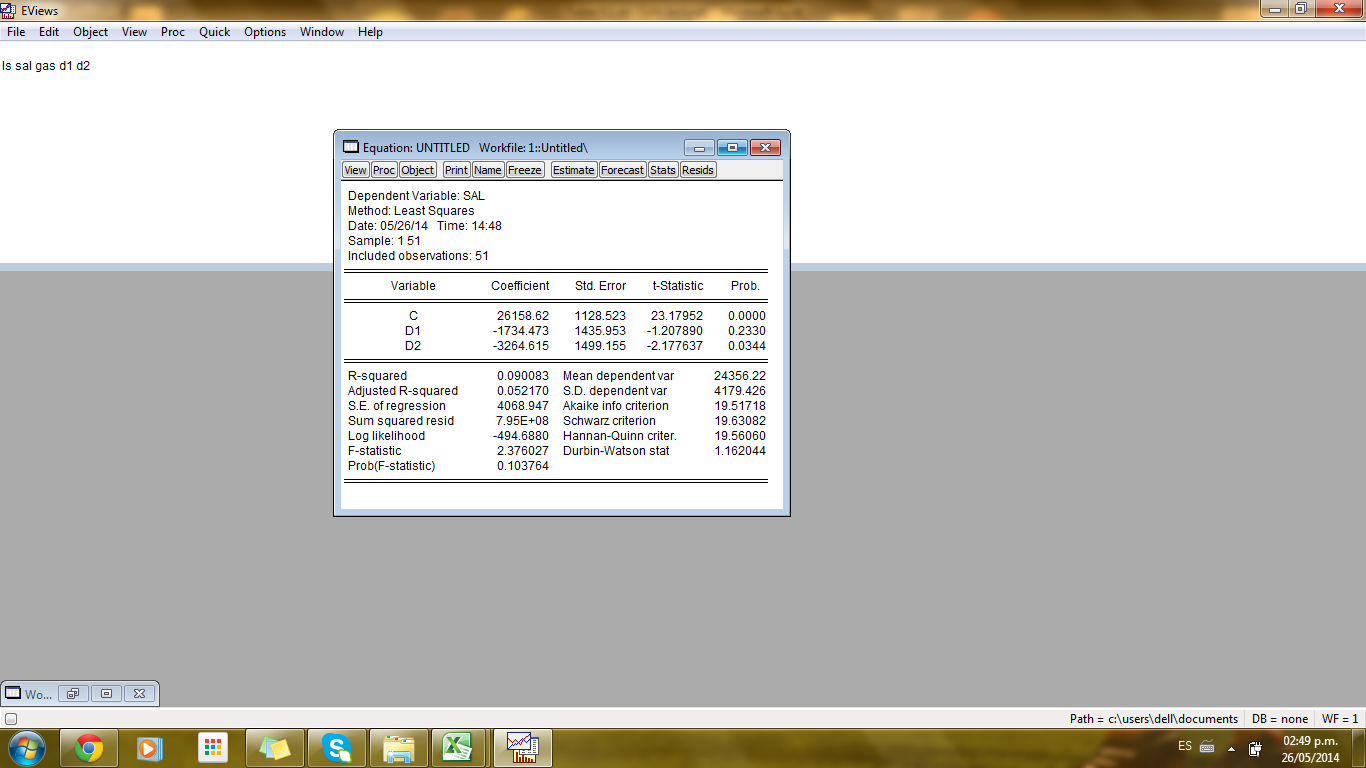 EViews
File Edit Object View Proc Quick Options Window Help
ls sal gas d1 d2
Equation: UNTITLED Workfile: 1::Untitled\
View Proc Object Print Name Freeze Estimate Forecast Stats Resids
Dependent Variable: SAL
Method: Least Squares
Date: 05/26/14 Time: 14:48
Sample: 1 51
Included observations: 51
Variable Coefficient Std. Error t-Statistic Prob.
C 26158.62 1128.523 23.17952 0.0000
D1 -1734.473 1435.953 -1.207890 0.2330
D2 -3264.615 1499.155 -2.177637 0.0344
R-squared 0.090083 Mean dependent var 24356.22
Adjusted R-squared 0.052170 S.D. dependent var 4179.426
S.E. of regression 4068.947 Akaike info criterion 19.51718
Sum squared resid 7.95E+08 Schwarz criterion 19.63082
Log likelihood -494.6880 Hannan-Quinn criter. 19.56060
F-statistic 2.376027 Durbin-Watson stat 1.162044
Prob(F-statistic) 0.103764
Wo...
Path = c:\users\dell\documents DB = none WF = 1
ES 02:49 p.m.
26/05/2014